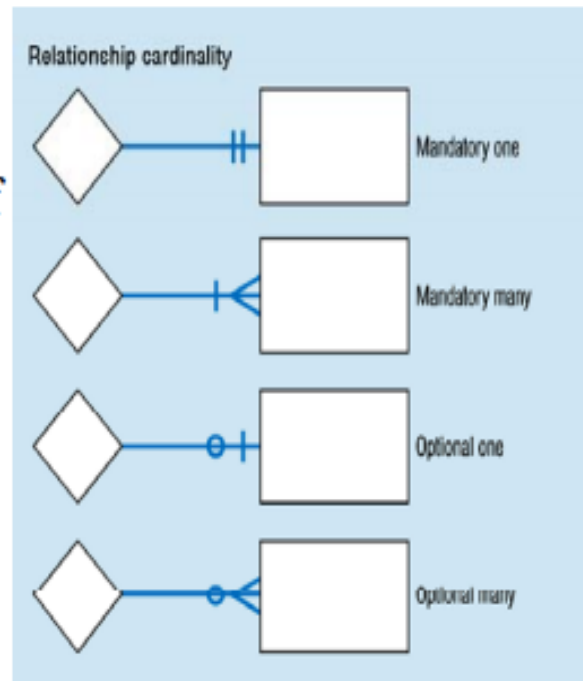 Relationship cardinality
Mandatory one
Mandatory many
Optional one
Optional many